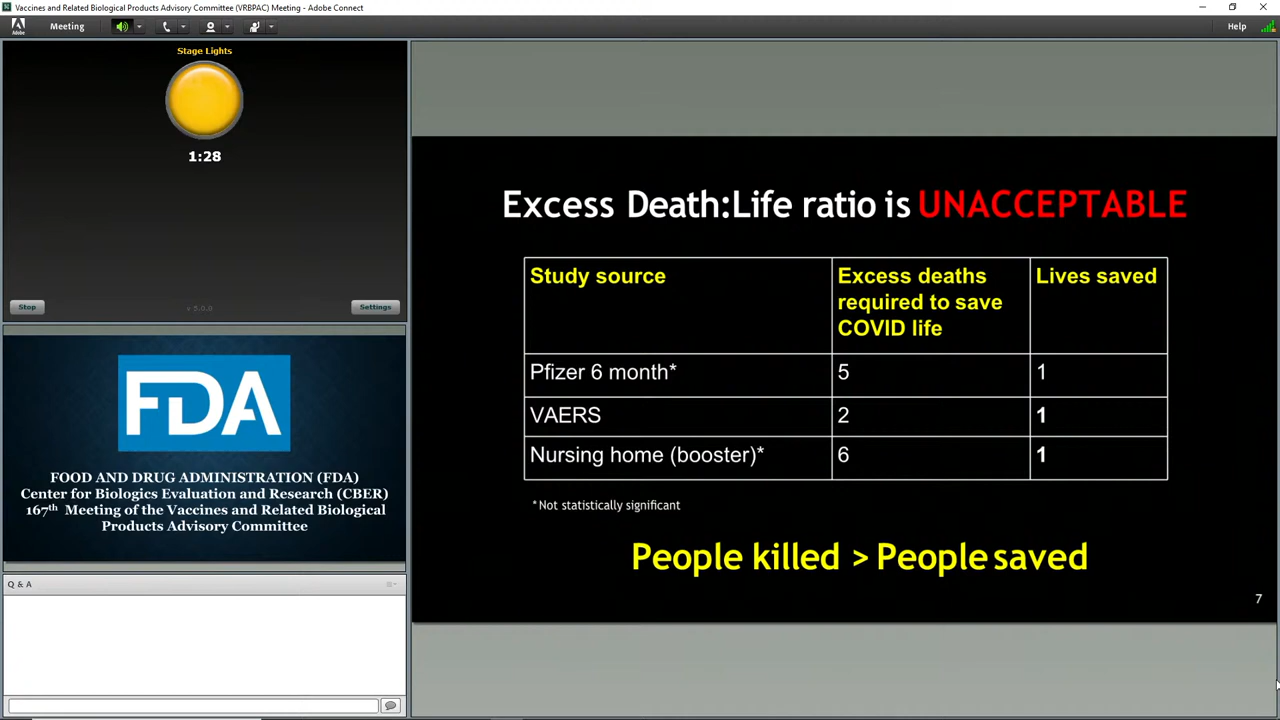 Vaccines and Related Biological Products Advisory Committee (VRBPAC) Meeting - Adobe Connect
Adobe
Meeting
Help
Stage Lights
1:28
Stop
v 5.0.0
Settings
FDA
FOOD AND DRUG ADMINISTRATION (FDA)
Center for Biologics Evaluation and Research (CBER)
167th Meeting of the Vaccines and Related Biological
Products Advisory Committee
Q & A
Excess Death:Life ratio is UNACCEPTABLE
Study source
Excess deaths
required to save
COVID life
Lives saved
Pfizer 6 month* 5 1
VAERS 2 1
Nursing home (booster)* 6 1
*Not statistically significant
People killed > People saved
7